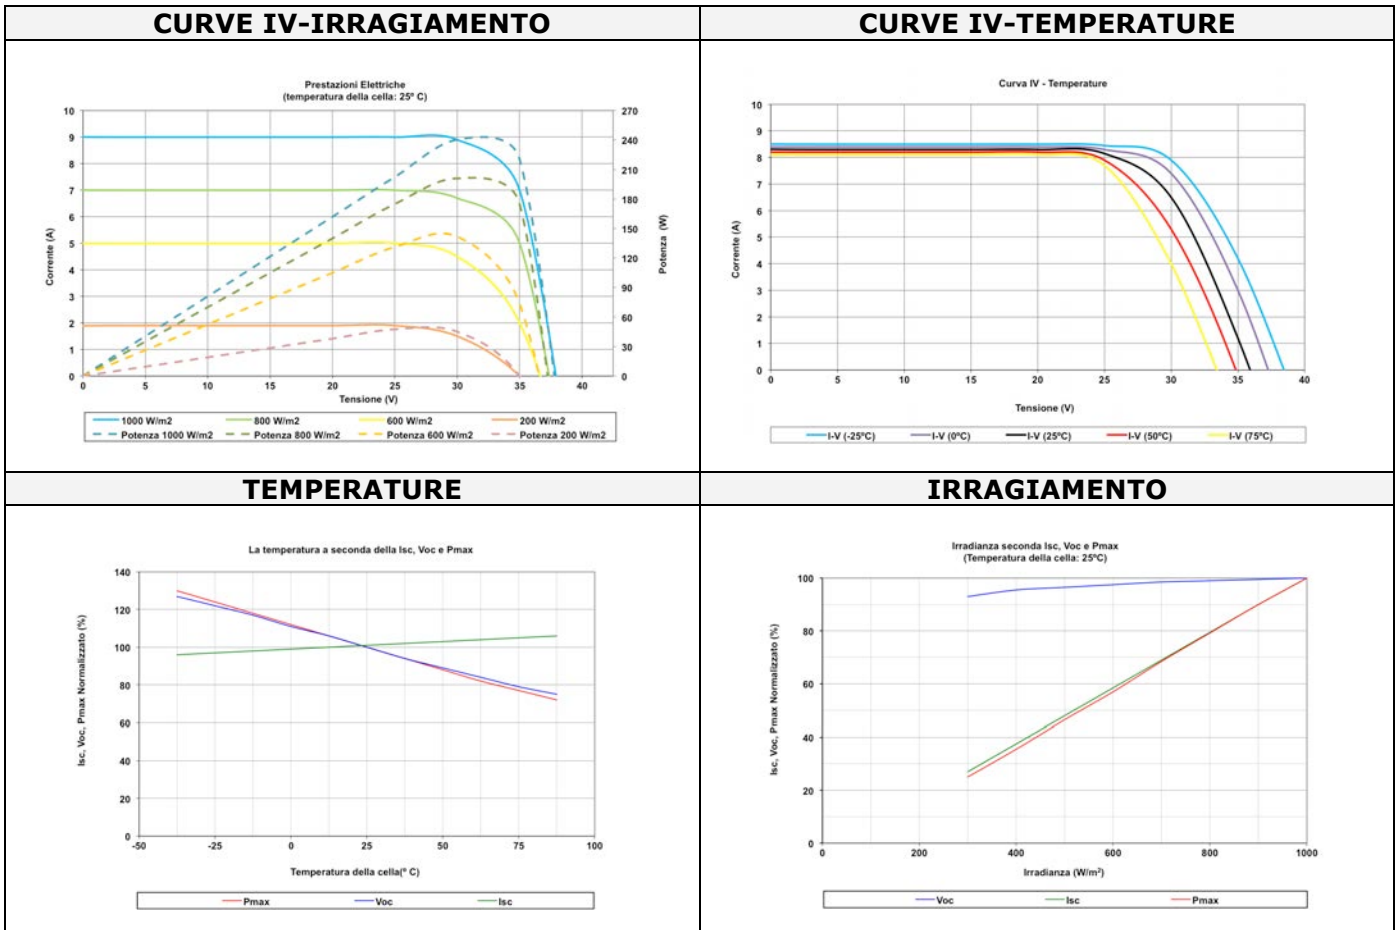 CURVE IV-IRRAGIAMENTO
CURVE IV-TEMPERATURE
Prestazioni Elettriche
(temperatura della cella: 25º C)
10
9
8
7
6
5
4
3
2
1
0
270
240
210
180
150
120
90
60
30
0
0
5
10
15
20
25
30
35
40
Corrente (A)
Potenza (W)
Tensione (V)
1000 W/m2
800 W/m2
600 W/m2
200 W/m2
Potenza 1000 W/m2
Potenza 800 W/m2
Potenza 600 W/m2
Potenza 200 W/m2
Curva IV - Temperature
10
9
8
7
6
5
4
3
2
1
0
0
5
10
15
20
25
30
35
40
Corrente (A)
Tensione (V)
I-V (-25ºC)
I-V (0ºC)
I-V (25ºC)
I-V (50ºC)
I-V (75ºC)
TEMPERATURE
IRRAGIAMENTO
La temperatura a seconda della Isc, Voc e Pmax
140
120
100
80
60
40
20
0
-50
-25
0
25
50
75
100
Isc, Voc, Pmax Normalizzato (%)
Temperatura della cella(º C)
Pmax
Voc
Isc
Irradianza seconda Isc, Voc e Pmax
(Temperatura della cella: 25ºC)
100
80
60
40
20
0
0
200
400
600
800
1000
Isc, Voc, Pmax Normalizzato (%)
Irradianza (W/m²)
Voc
Isc
Pmax